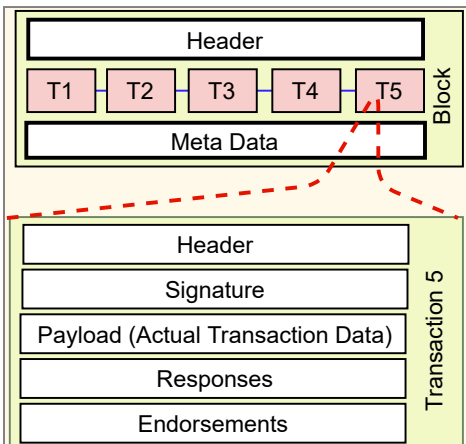 Header
T1
T2
T3
T4
T5
Meta Data
Block
Header
Signature
Payload (Actual Transaction Data)
Responses
Endorsements
Transaction 5